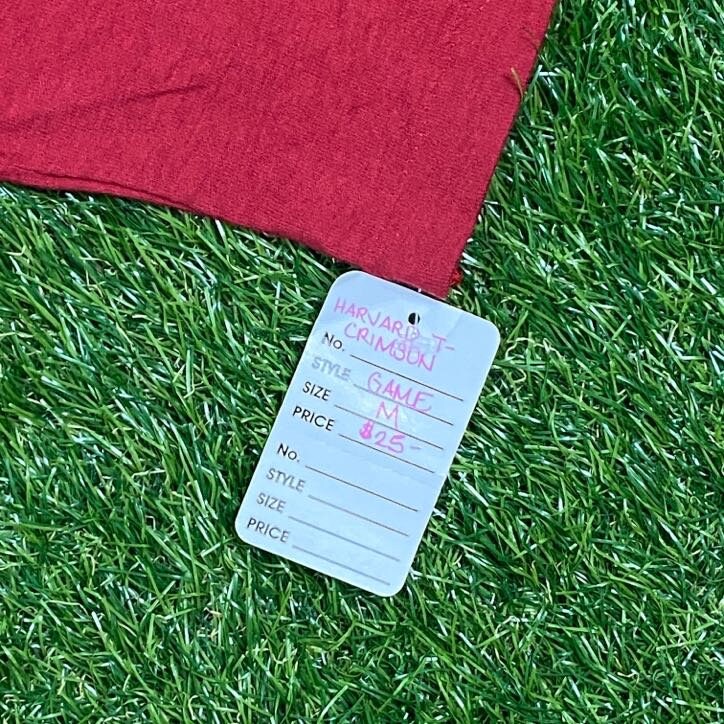 HARVARD T-
CRIMSON
No.
STYLE GAME
SIZE M
PRICE $25-
No.
STYLE
SIZE
PRICE